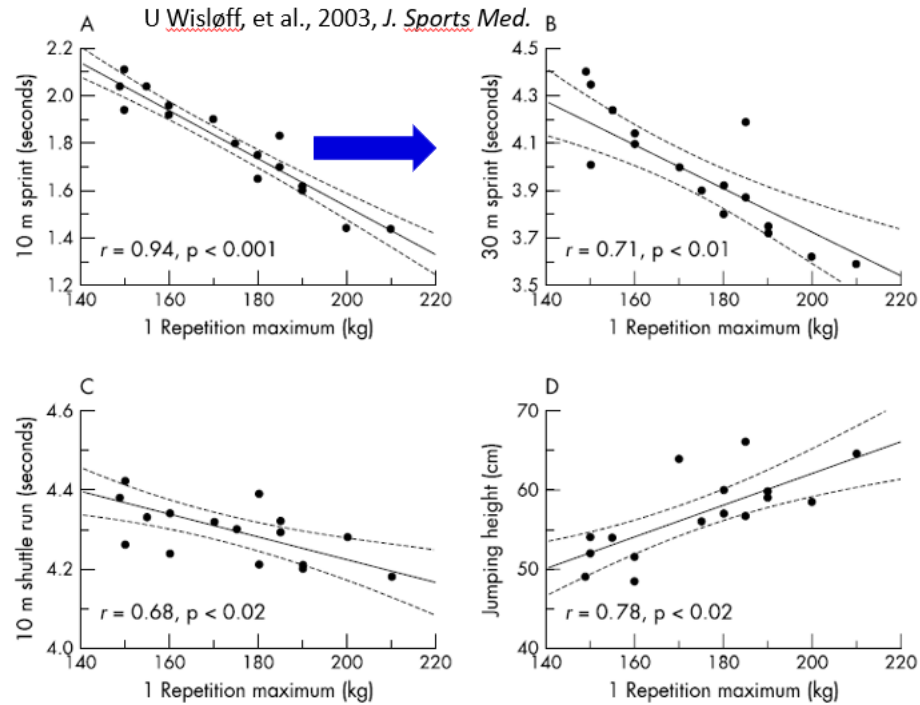 U Wisløff, et al., 2003, J. Sports Med.
A
10 m sprint (seconds)
2.2
2.0
1.8
1.6
1.4
1.2
r = 0.94, p < 0.001
140 160 180 200 220
1 Repetition maximum (kg)
B
30 m sprint (seconds)
4.5
4.3
4.1
3.9
3.7
3.5
r = 0.71, p < 0.01
140 160 180 200 220
1 Repetition maximum (kg)
C
10 m shuttle run (seconds)
4.6
4.4
4.2
4.0
r = 0.68, p < 0.02
140 160 180 200 220
1 Repetition maximum (kg)
D
Jumping height (cm)
70
60
50
40
r = 0.78, p < 0.02
140 160 180 200 220
1 Repetition maximum (kg)